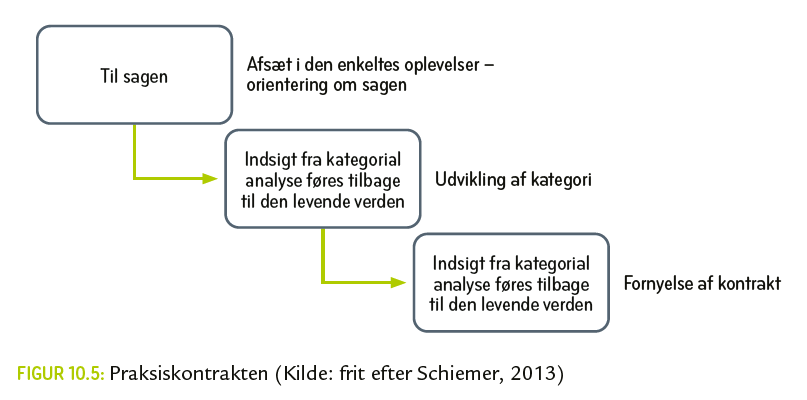 Til sagen
Afsæt i den enkeltes oplevelser –
orientering om sagen
Indsigt fra kategorial
analyse føres tilbage
til den levende verden
Udvikling af kategori
Indsigt fra kategorial
analyse føres tilbage
til den levende verden
Fornyelse af kontrakt
FIGUR 10.5: Praksiskontrakten (Kilde: frit efter Schiemer, 2013)